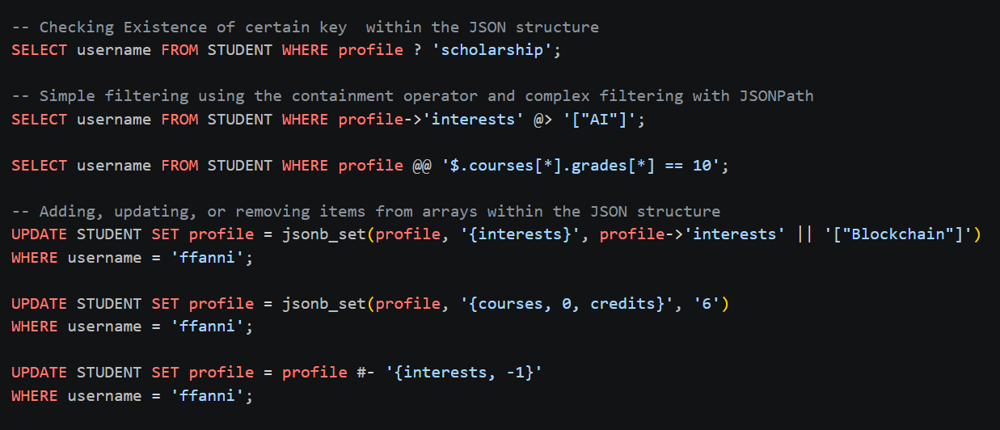 -- Checking Existence of certain key  within the JSON structure
SELECT username FROM STUDENT WHERE profile ? 'scholarship';
-- Simple filtering using the containment operator and complex filtering with JSONPath
SELECT username FROM STUDENT WHERE profile->'interests' @> '["AI"]';
SELECT username FROM STUDENT WHERE profile @@ '$.courses[*].grades[*] == 10';
-- Adding, updating, or removing items from arrays within the JSON structure
UPDATE STUDENT SET profile = jsonb_set(profile, '{interests}', profile->'interests' || '["Blockchain"]')
WHERE username = 'ffanni';
UPDATE STUDENT SET profile = jsonb_set(profile, '{courses, 0, credits}', '6')
WHERE username = 'ffanni';
UPDATE STUDENT SET profile = profile #- '{interests, -1}'
WHERE username = 'ffanni';